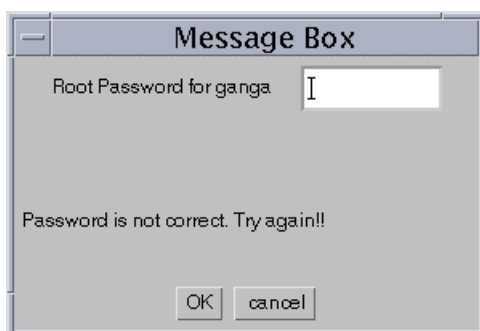 Message Box
Root Password for ganga
Password is not correct. Try again!!
OK cancel